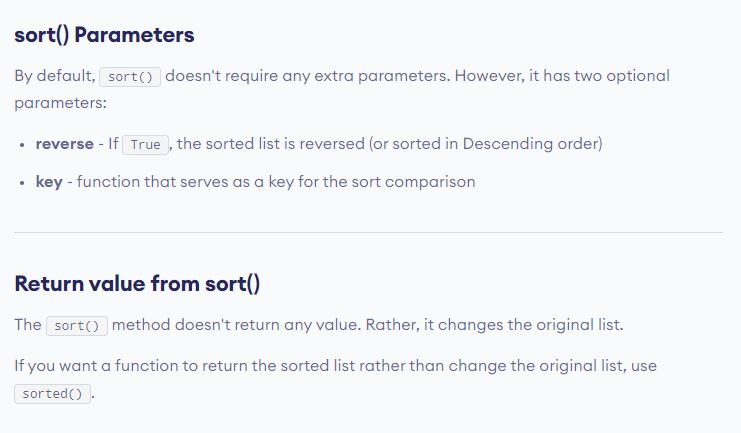 sort() Parameters
By default, sort() doesn't require any extra parameters. However, it has two optional
parameters:
• reverse - If True, the sorted list is reversed (or sorted in Descending order)
• key - function that serves as a key for the sort comparison
Return value from sort()
The sort() method doesn't return any value. Rather, it changes the original list.
If you want a function to return the sorted list rather than change the original list, use
sorted().